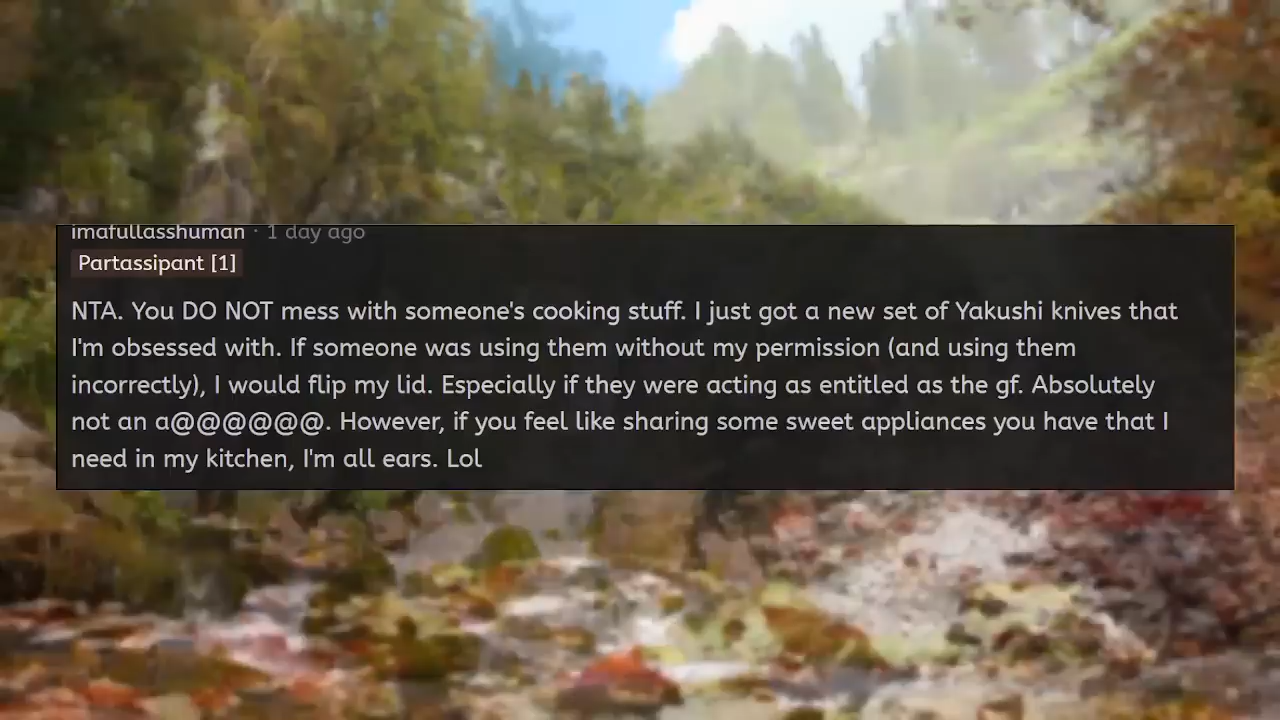 imafullasshuman · 1 day ago
Partassipant [1]
NTA. You DO NOT mess with someone's cooking stuff. I just got a new set of Yakushi knives that
I'm obsessed with. If someone was using them without my permission (and using them
incorrectly), I would flip my lid. Especially if they were acting as entitled as the gf. Absolutely
not an a@@@@@@. However, if you feel like sharing some sweet appliances you have that I
need in my kitchen, I'm all ears. Lol